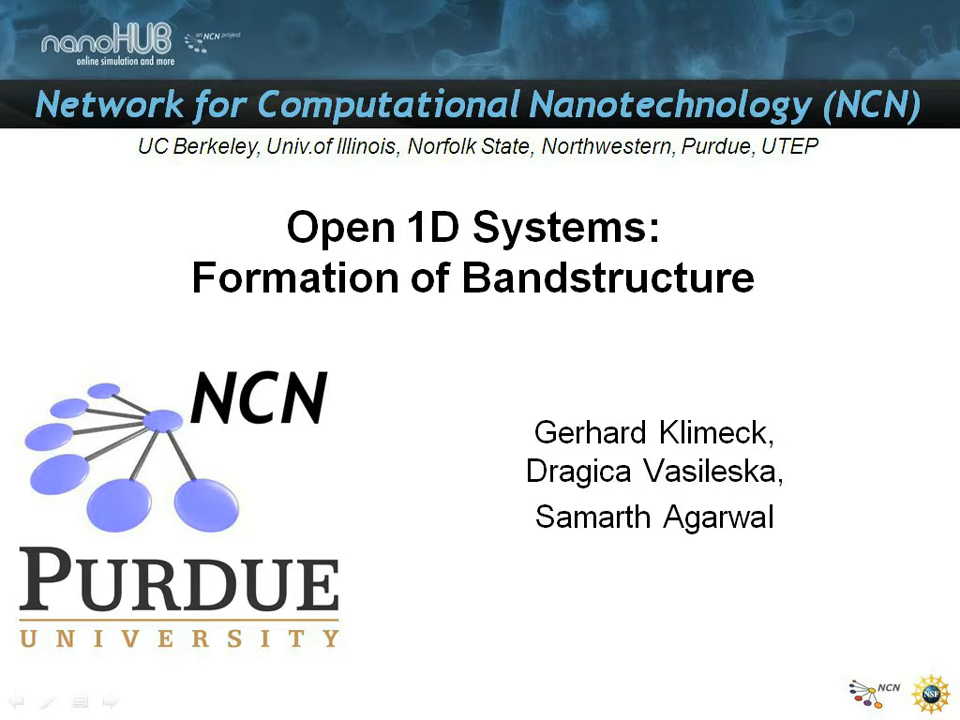 nanoHUB an NCN project
online simulation and more
Network for Computational Nanotechnology (NCN)
UC Berkeley, Univ.of Illinois, Norfolk State, Northwestern, Purdue, UTEP
Open 1D Systems:
Formation of Bandstructure
NCN
Gerhard Klimeck,
Dragica Vasileska,
Samarth Agarwal
PURDUE
UNIVERSITY
NCN
NSF